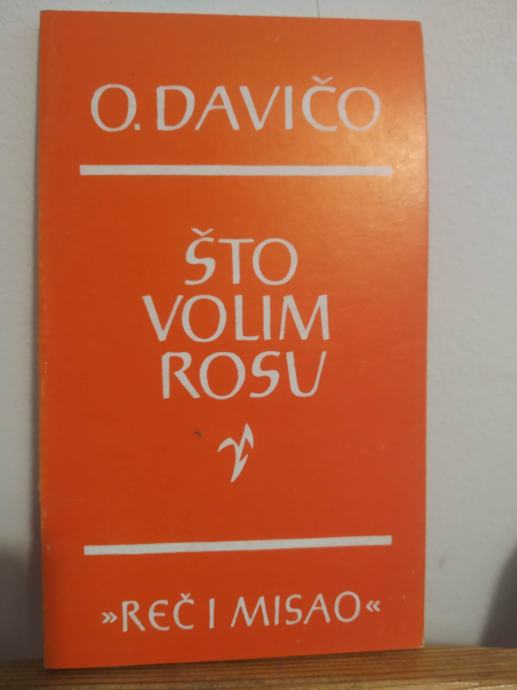 O. DAVIČO
ŠTO
VOLIM
ROSU
»REČ I MISAO«